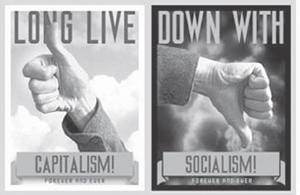 LONG LIVE
CAPITALISM!
FOREVER AND EVER
DOWN WITH
SOCIALISM!
FOREVER AND EVER